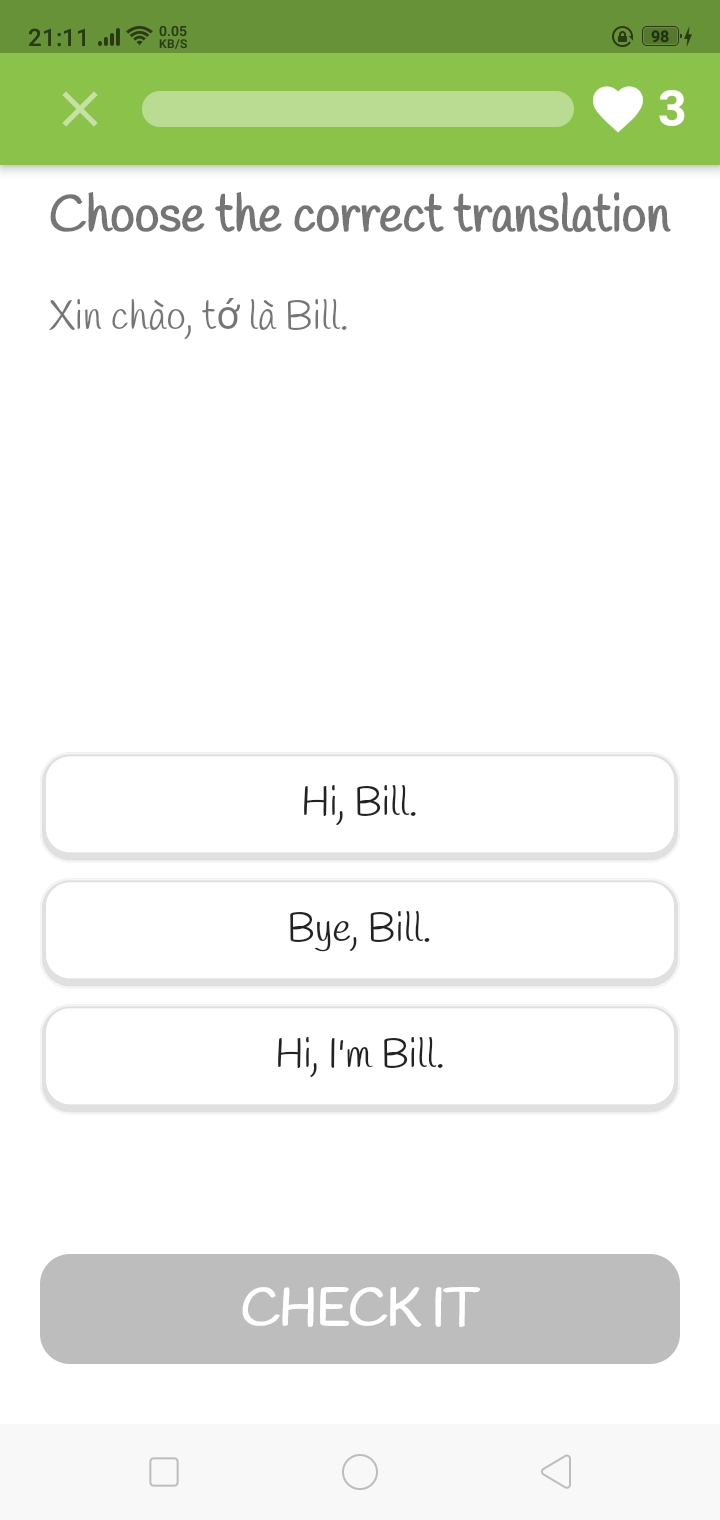 21:11 0.05 KB/S 98
3
Choose the correct translation
Xin chào, tớ là Bill.
Hi, Bill.
Bye, Bill.
Hi, I'm Bill.
CHECK IT